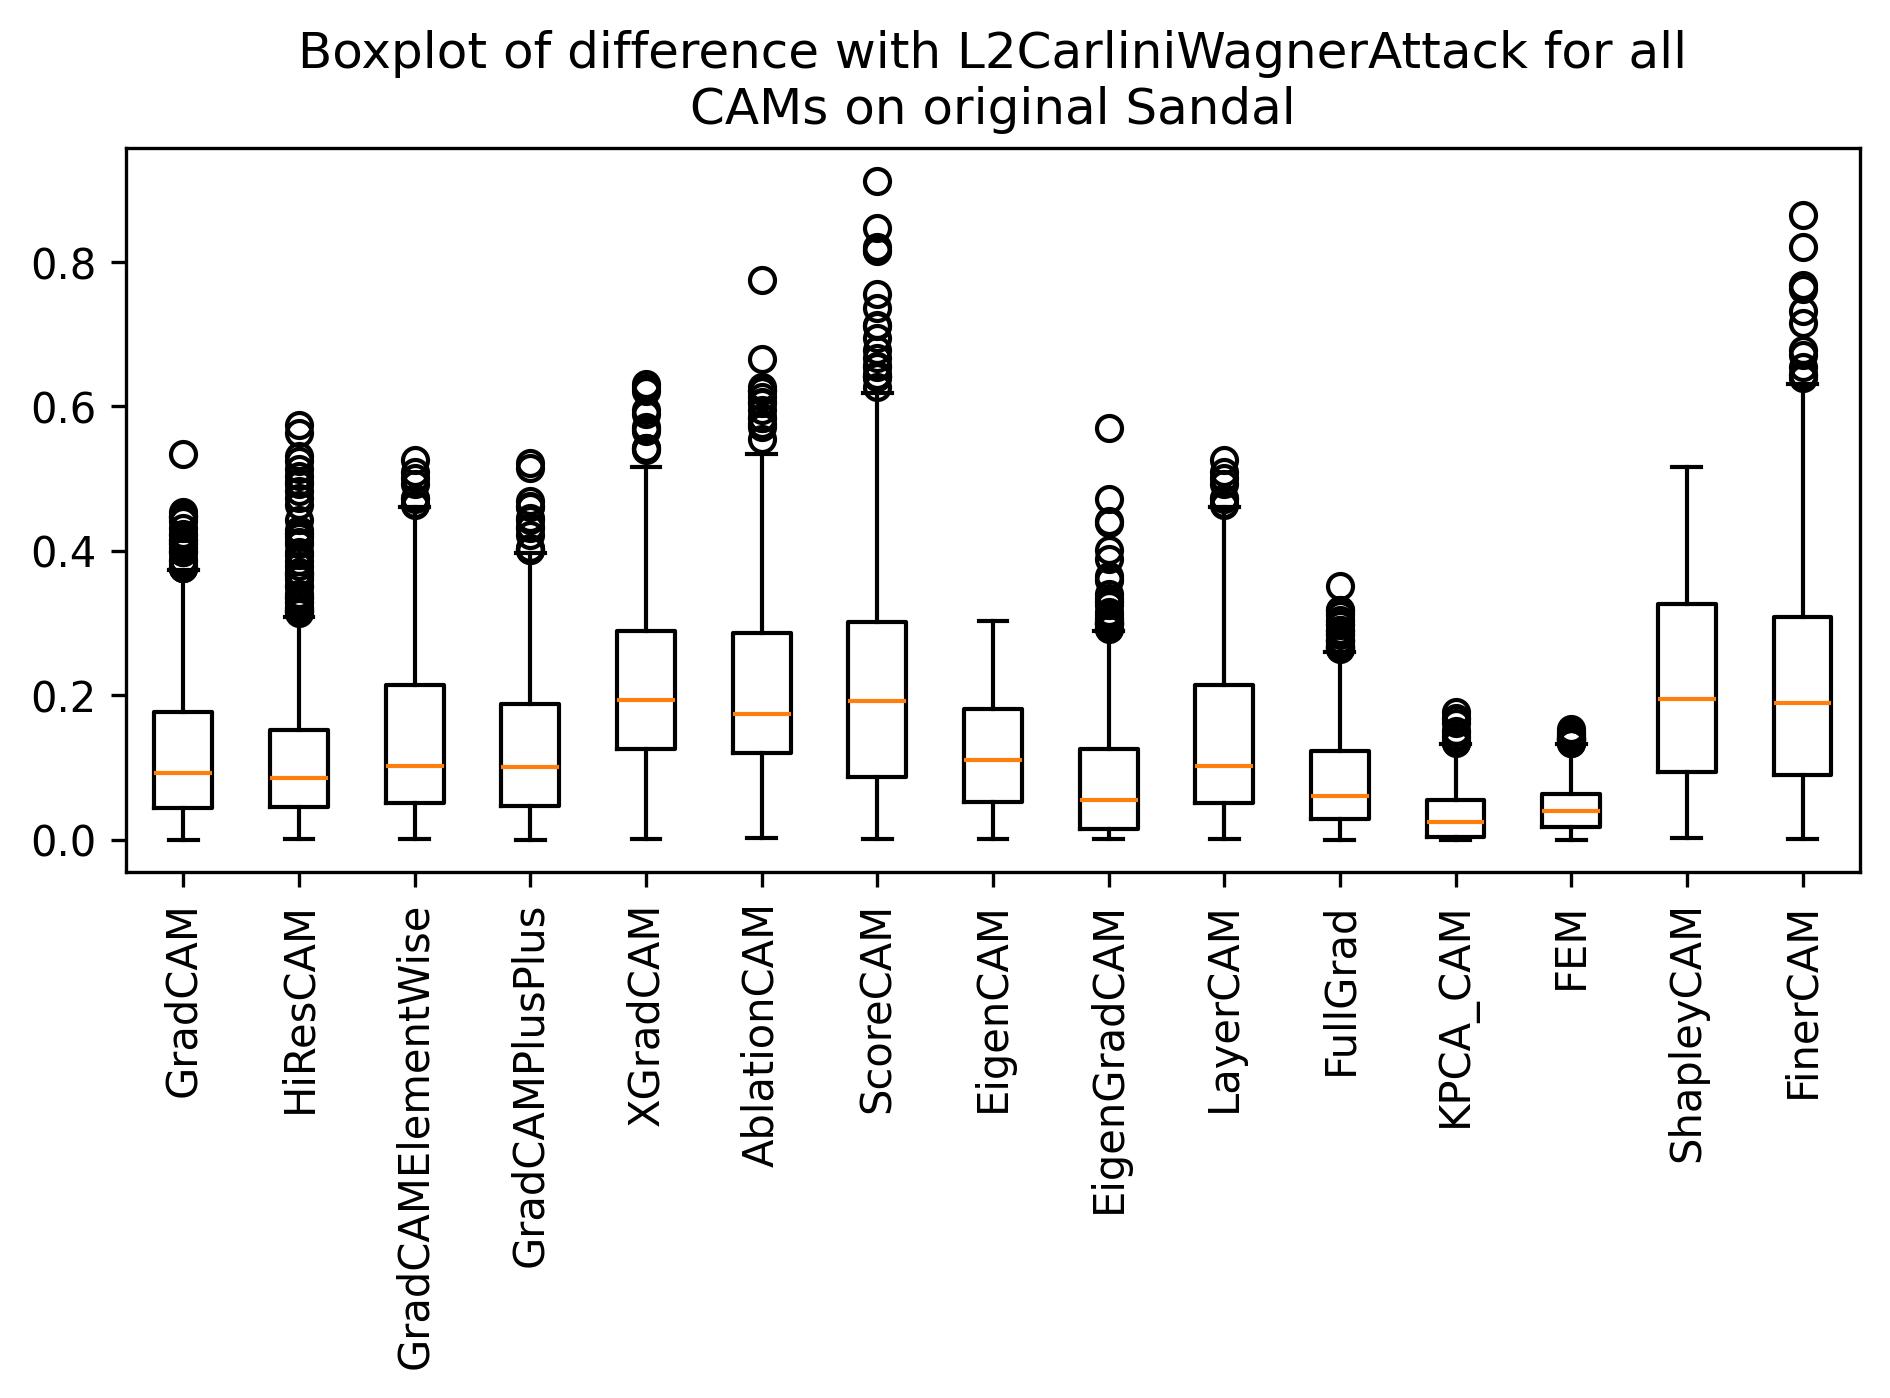 Boxplot of difference with L2CarliniWagnerAttack for all
CAMs on original Sandal
0.8
0.6
0.4
0.2
0.0
GradCAM
HiResCAM
GradCAMElementWise
GradCAMPlusPlus
XGradCAM
AblationCAM
ScoreCAM
EigenCAM
EigenGradCAM
LayerCAM
FullGrad
KPCA_CAM
FEM
ShapleyCAM
FinerCAM